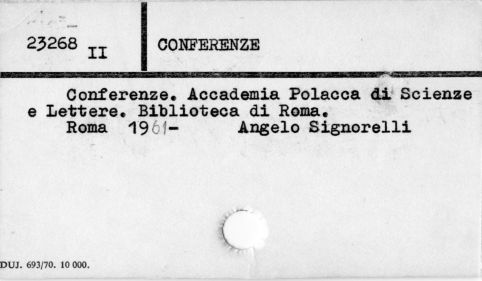 23268 II
CONFERENZE
Conferenze. Accademia Polacca di Scienze
e Lettere. Biblioteca di Roma.
Roma 1961- Angelo Signorelli
DUJ. 693/70. 10 000.